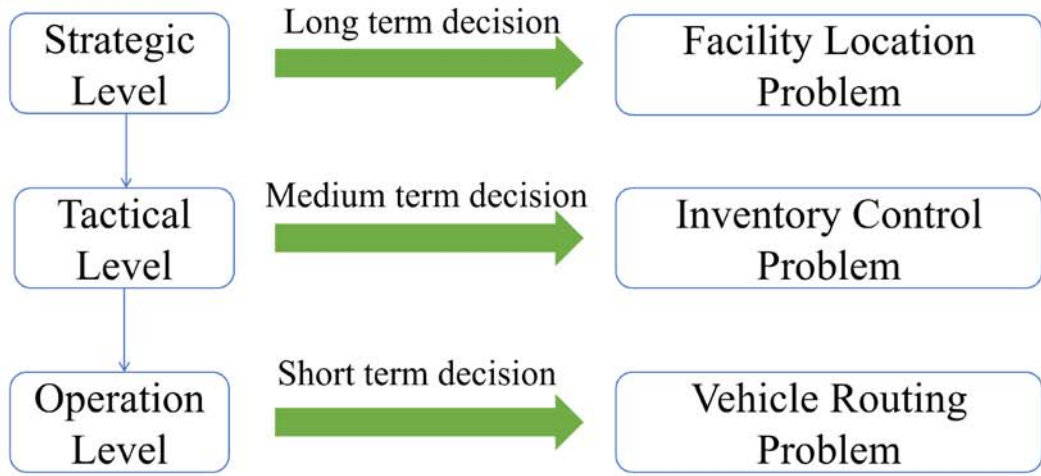 Strategic
Level
Long term decision
Facility Location
Problem
Tactical
Level
Medium term decision
Inventory Control
Problem
Operation
Level
Short term decision
Vehicle Routing
Problem